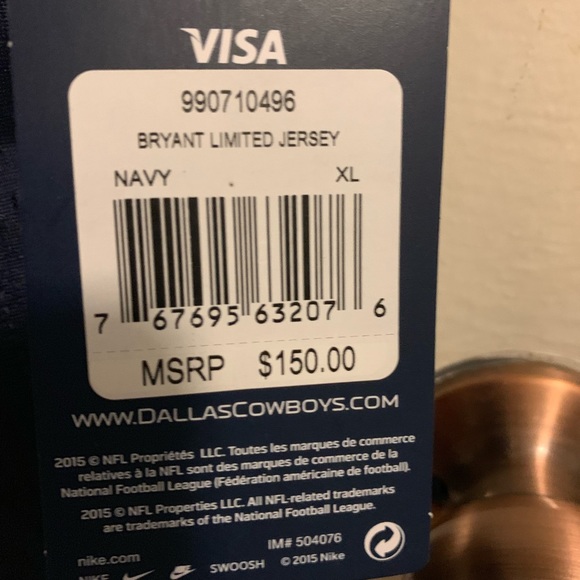 VISA
990710496
BRYANT LIMITED JERSEY
NAVY XL
7 67695 63207 6
MSRP $150.00
WWW.DALLASCOWBOYS.COM
2015 © NFL Propriétés LLC. Toutes les marques de commerce
relatives à la NFL sont des marques de commerce de la
National Football League (Fédération américaine de football).
2015 © NFL Properties LLC. All NFL-related trademarks
are trademarks of the National Football League.
IM# 504076
nike.com
NIKE SWOOSH © 2015 Nike